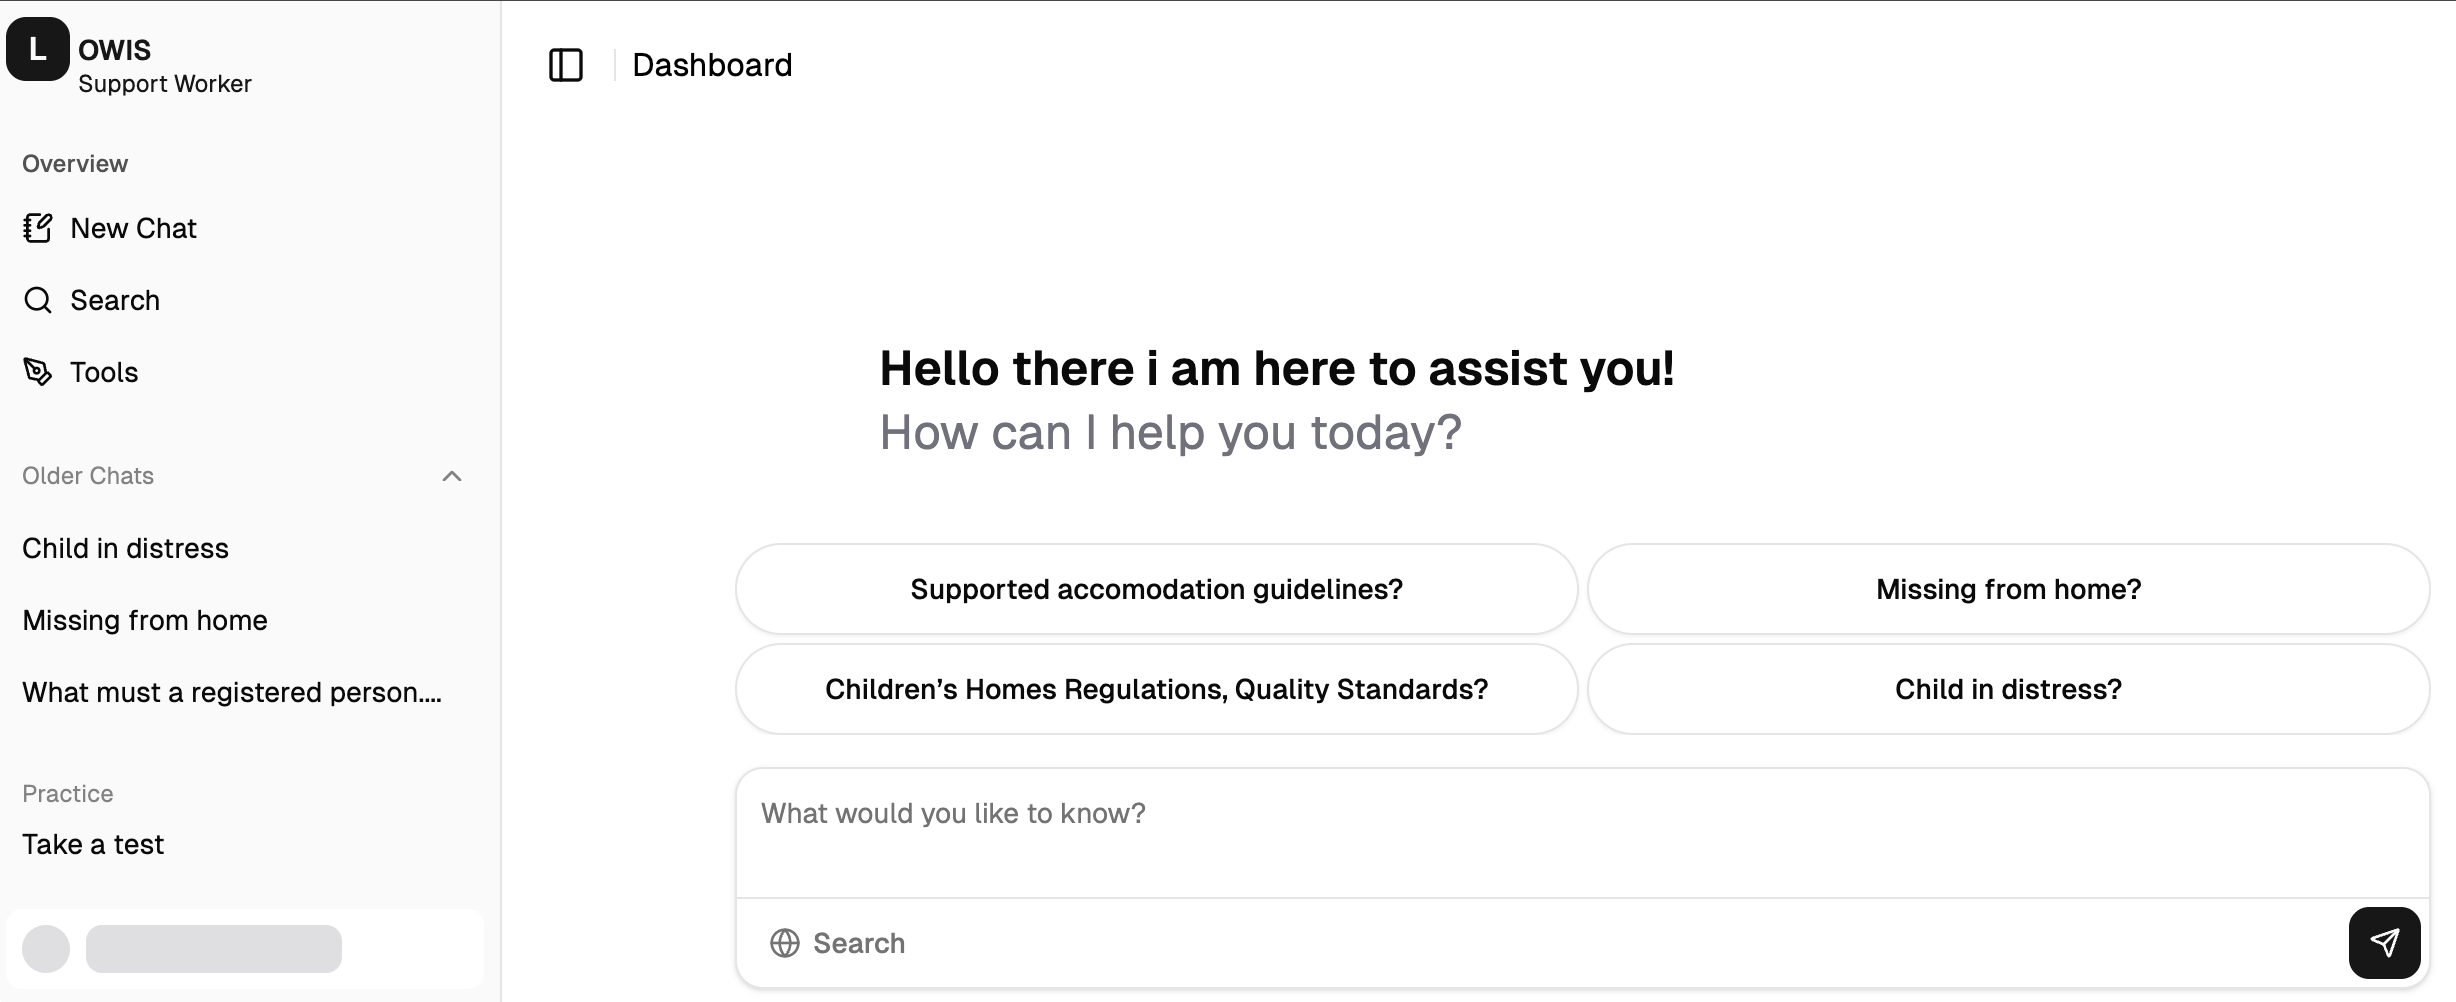 L
OWIS
Support Worker
Overview
New Chat
Search
Tools
Older Chats
Child in distress
Missing from home
What must a registered person....
Practice
Take a test
Dashboard
Hello there i am here to assist you!
How can I help you today?
Supported accomodation guidelines?
Missing from home?
Children’s Homes Regulations, Quality Standards?
Child in distress?
What would you like to know?
Search